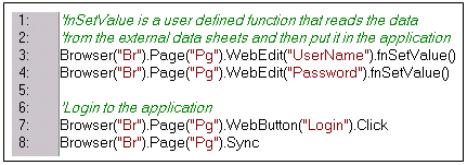 1: 'fnSetValue is a user defined function that reads the data
2: 'from the external data sheets and then put it in the application
3: Browser("Br").Page("Pg").WebEdit("UserName").fnSetValue()
4: Browser("Br").Page("Pg").WebEdit("Password").fnSetValue()
5:
6: 'Login to the application
7: Browser("Br").Page("Pg").WebButton("Login").Click
8: Browser("Br").Page("Pg").Sync